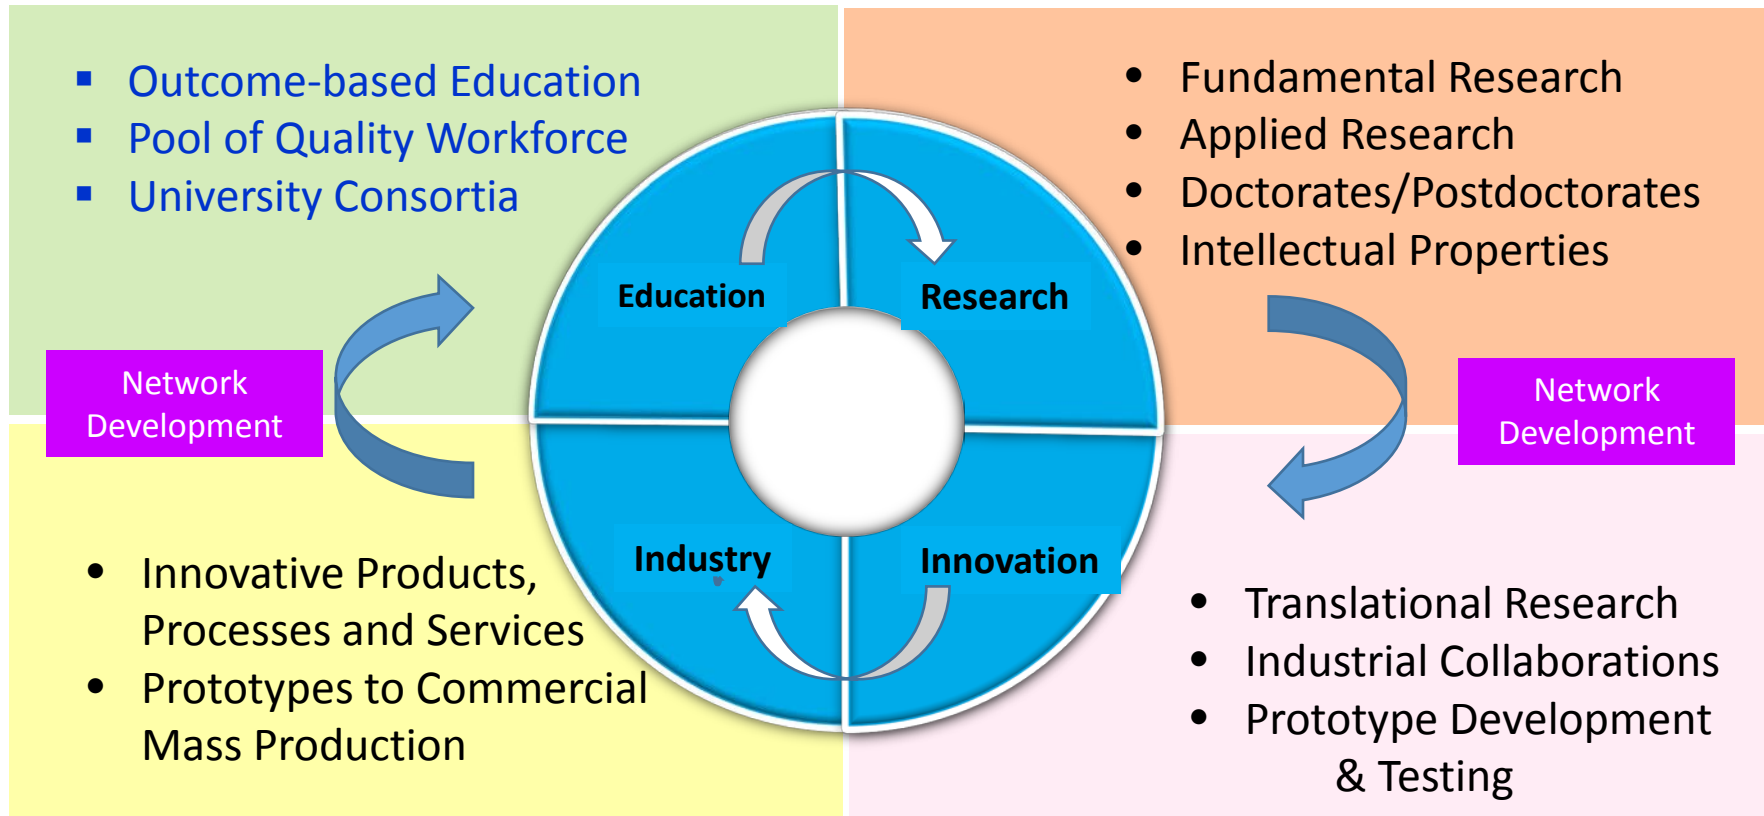 ▪ Outcome-based Education
▪ Pool of Quality Workforce
▪ University Consortia
• Fundamental Research
• Applied Research
• Doctorates/Postdoctorates
• Intellectual Properties
Education
Research
Network
Development
Network
Development
Industry
Innovation
• Innovative Products,
Processes and Services
• Prototypes to Commercial
Mass Production
• Translational Research
• Industrial Collaborations
• Prototype Development
& Testing